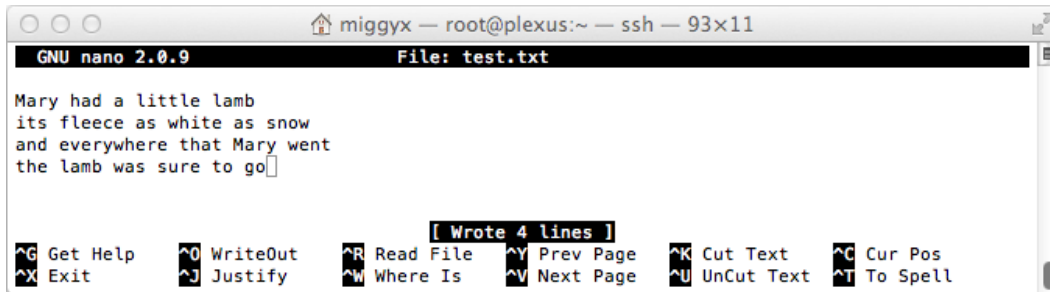 miggyx — root@plexus:~ — ssh — 93×11
GNU nano 2.0.9 File: test.txt
Mary had a little lamb
its fleece as white as snow
and everywhere that Mary went
the lamb was sure to go
[ Wrote 4 lines ]
^G Get Help ^O WriteOut ^R Read File ^Y Prev Page ^K Cut Text ^C Cur Pos
^X Exit ^J Justify ^W Where Is ^V Next Page ^U UnCut Text ^T To Spell